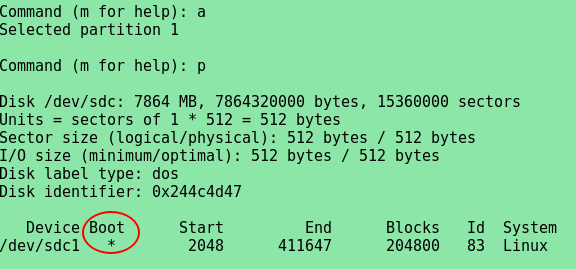 Command (m for help): a
Selected partition 1
Command (m for help): p
Disk /dev/sdc: 7864 MB, 7864320000 bytes, 15360000 sectors
Units = sectors of 1 * 512 = 512 bytes
Sector size (logical/physical): 512 bytes / 512 bytes
I/O size (minimum/optimal): 512 bytes / 512 bytes
Disk label type: dos
Disk identifier: 0x244c4d47
Device Boot Start End Blocks Id System
/dev/sdc1 * 2048 411647 204800 83 Linux